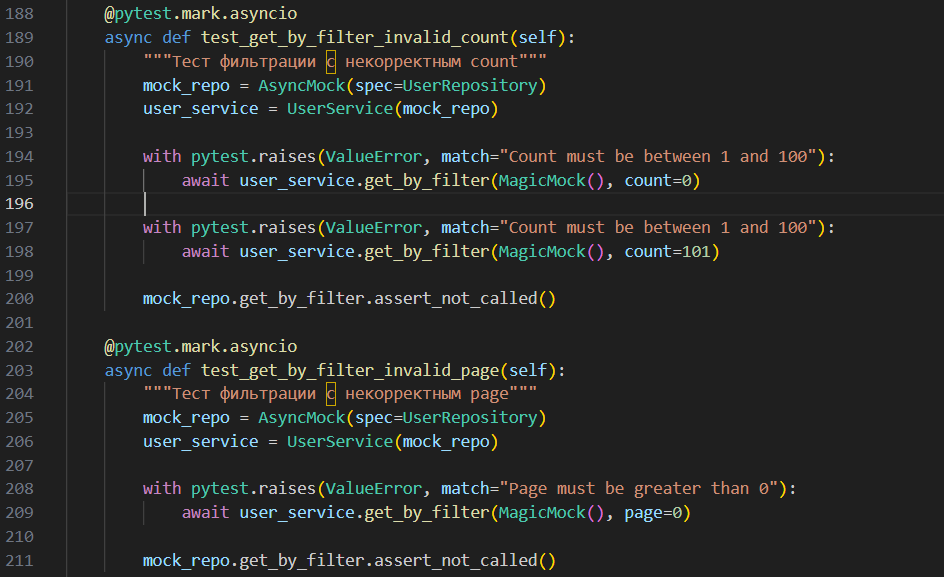 188 @pytest.mark.asyncio
189 async def test_get_by_filter_invalid_count(self):
190 """Тест фильтрации с некорректным count"""
191 mock_repo = AsyncMock(spec=UserRepository)
192 user_service = UserService(mock_repo)
193
194 with pytest.raises(ValueError, match="Count must be between 1 and 100"):
195 await user_service.get_by_filter(MagicMock(), count=0)
196
197 with pytest.raises(ValueError, match="Count must be between 1 and 100"):
198 await user_service.get_by_filter(MagicMock(), count=101)
199
200 mock_repo.get_by_filter.assert_not_called()
201
202 @pytest.mark.asyncio
203 async def test_get_by_filter_invalid_page(self):
204 """Тест фильтрации с некорректным page"""
205 mock_repo = AsyncMock(spec=UserRepository)
206 user_service = UserService(mock_repo)
207
208 with pytest.raises(ValueError, match="Page must be greater than 0"):
209 await user_service.get_by_filter(MagicMock(), page=0)
210
211 mock_repo.get_by_filter.assert_not_called()